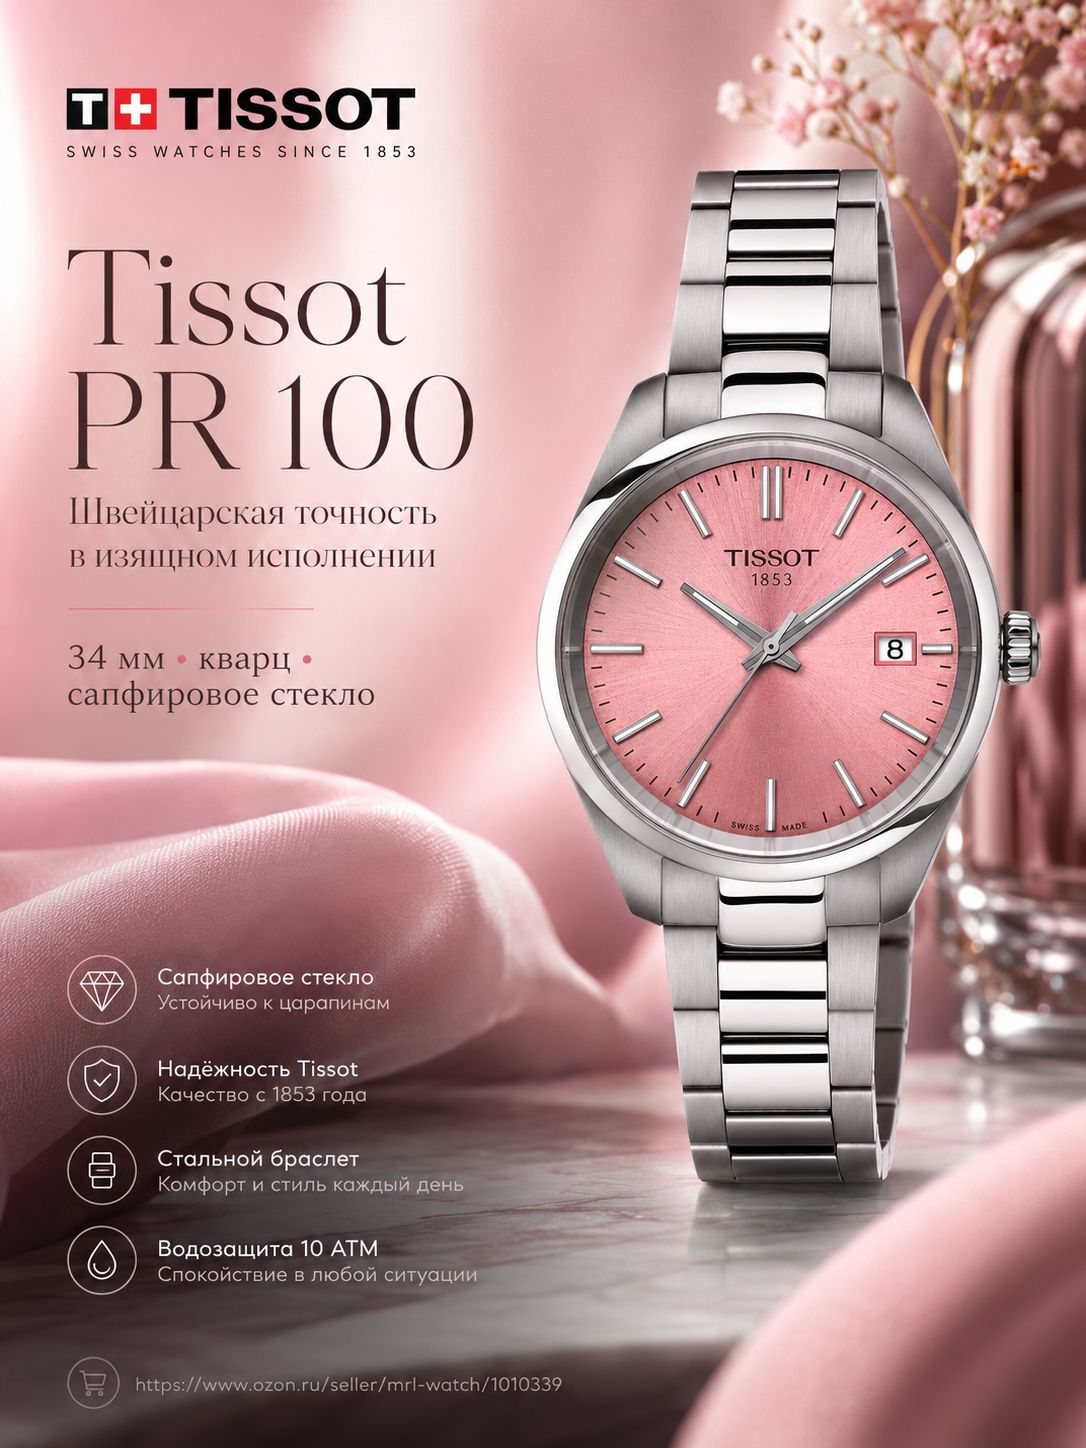 T+ TISSOT
SWISS WATCHES SINCE 1853
Tissot
PR 100
Швейцарская точность
в изящном исполнении
34 мм • кварц •
сапфировое стекло
TISSOT
1853
8
SWISS MADE
Сапфировое стекло
Устойчиво к царапинам
Надёжность Tissot
Качество с 1853 года
Стальной браслет
Комфорт и стиль каждый день
Водозащита 10 АТМ
Спокойствие в любой ситуации
https://www.ozon.ru/seller/mrl-watch/1010339